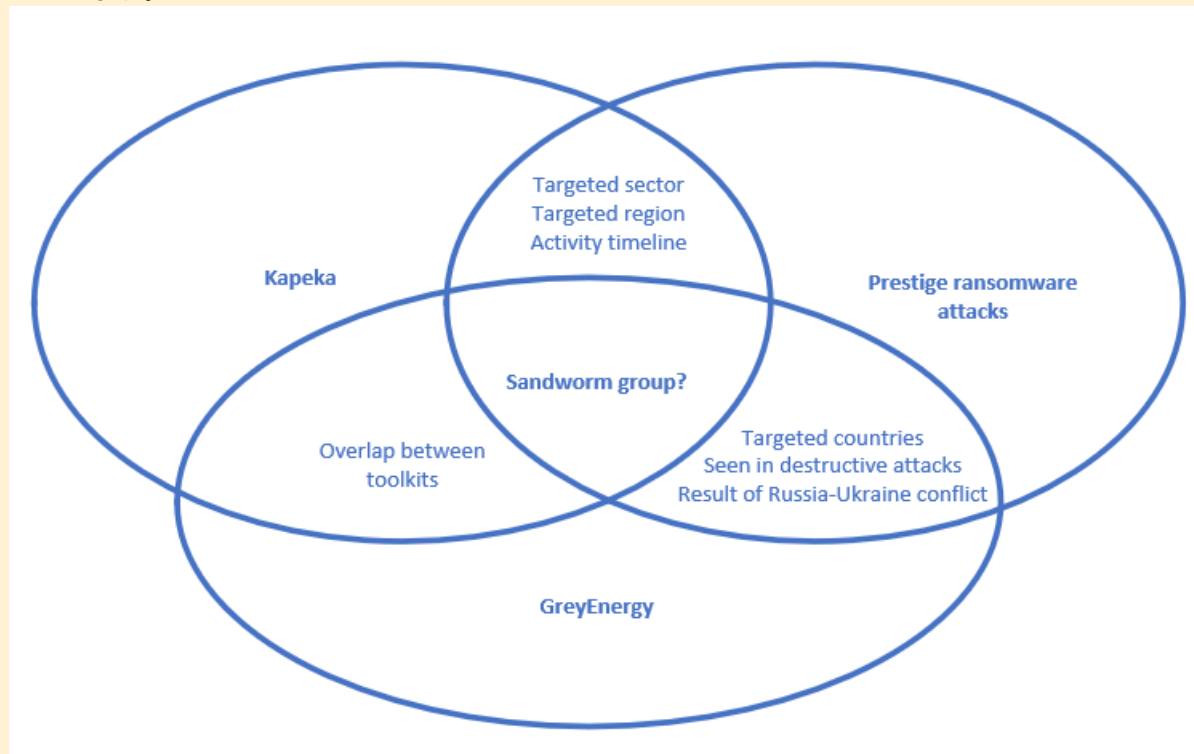 Targeted sector
Targeted region
Activity timeline
Kapeka
Prestige ransomware
attacks
Sandworm group?
Overlap between
toolkits
Targeted countries
Seen in destructive attacks
Result of Russia-Ukraine conflict
GreyEnergy